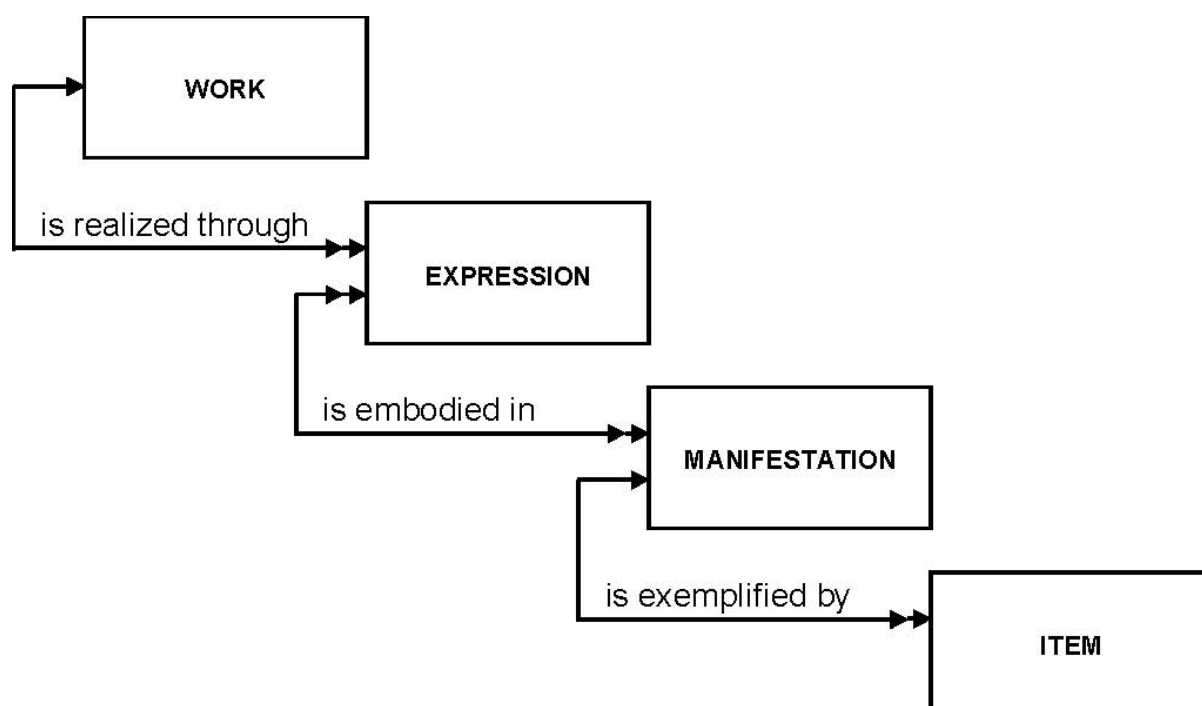 WORK
is realized through
EXPRESSION
is embodied in
MANIFESTATION
is exemplified by
ITEM